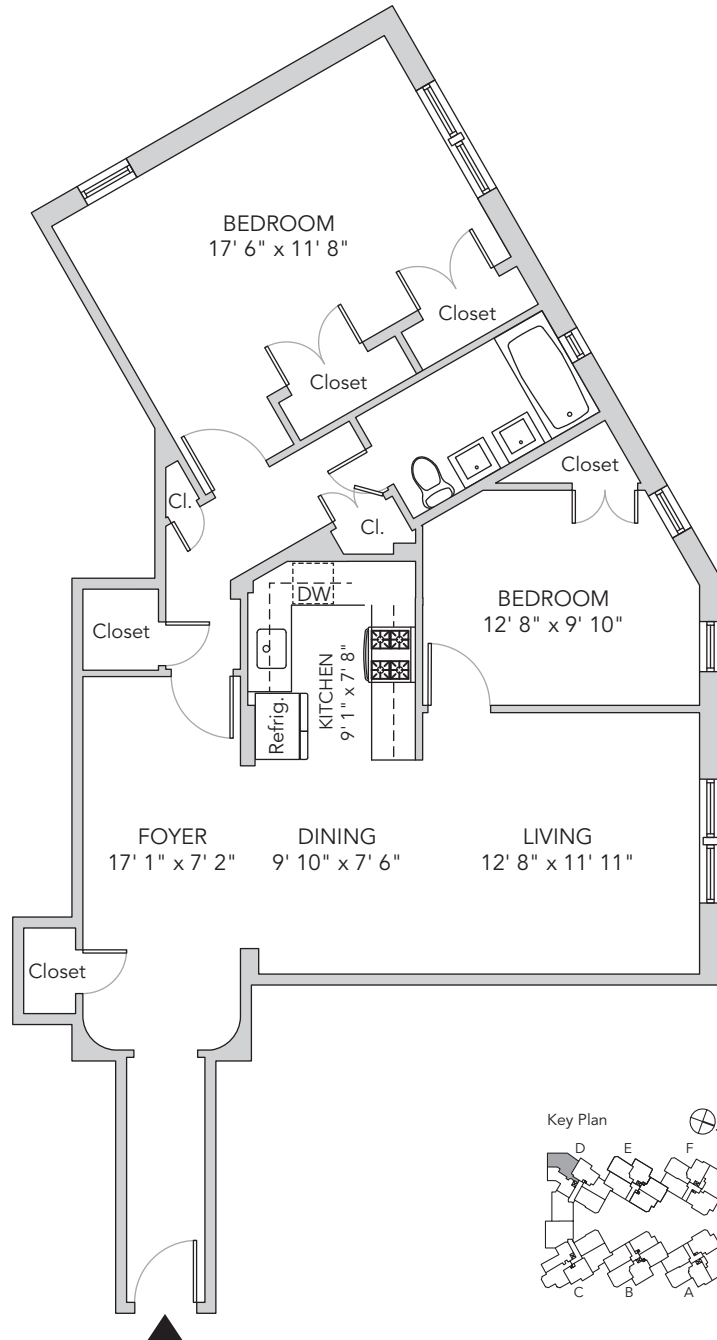 BEDROOM
17' 6" x 11' 8"
Closet
Closet
Closet
Cl.
Cl.
DW
BEDROOM
12' 8" x 9' 10"
Closet
KITCHEN
9' 1" x 7' 8"
Refrig.
FOYER
17' 1" x 7' 2"
DINING
9' 10" x 7' 6"
LIVING
12' 8" x 11' 11"
Closet
Key Plan
D
E
F
C
B
A